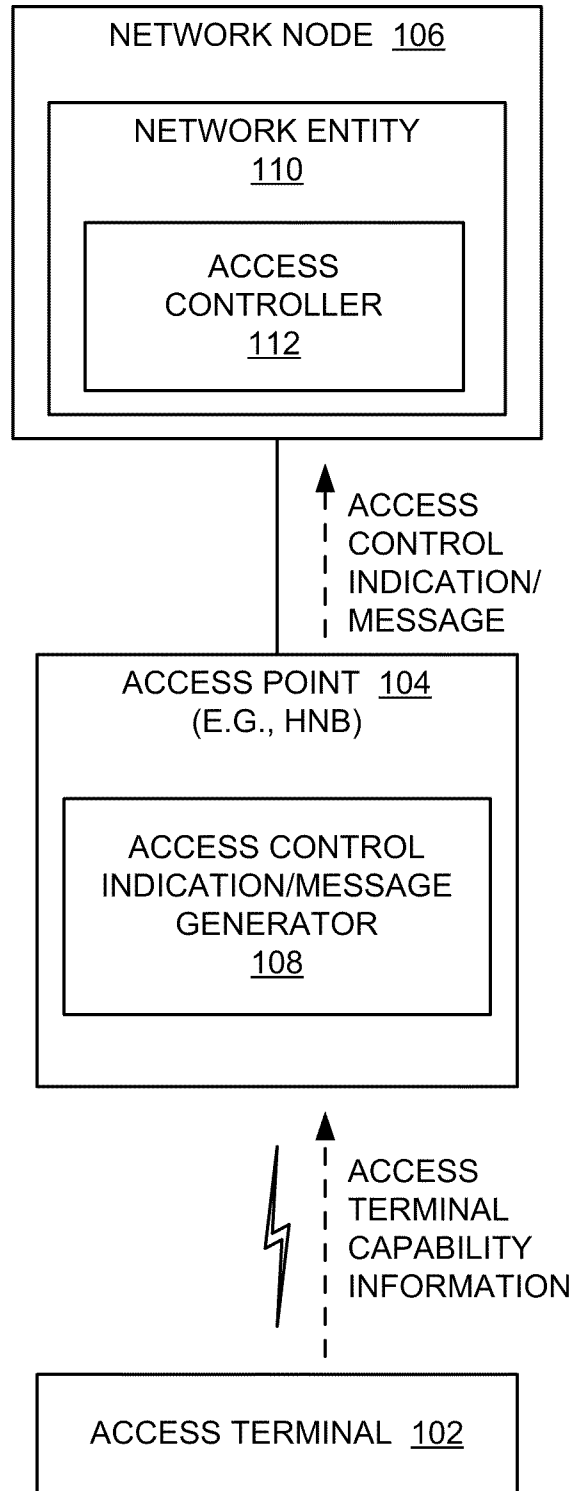 NETWORK NODE 106
NETWORK ENTITY
110
ACCESS
CONTROLLER
112
ACCESS
CONTROL
INDICATION/
MESSAGE
ACCESS POINT 104
(E.G., HNB)
ACCESS CONTROL
INDICATION/MESSAGE
GENERATOR
108
ACCESS
TERMINAL
CAPABILITY
INFORMATION
ACCESS TERMINAL 102